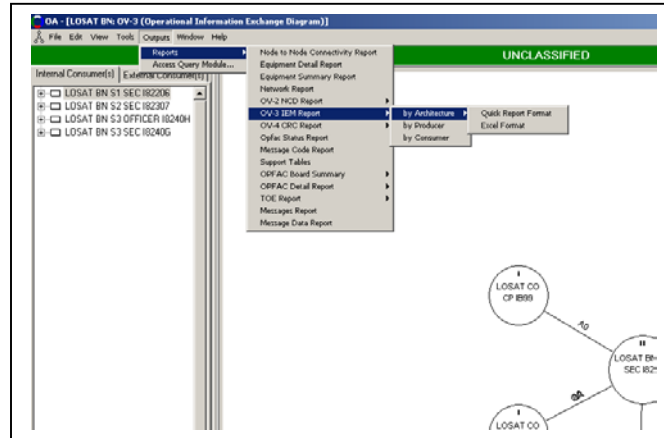 OA - [LOSAT BN: OV-3 (Operational Information Exchange Diagram)]
File Edit View Tools Outputs Window Help
Reports
Access Query Module...
UNCLASSIFIED
Internal Consumer(s) External Consumer(s)
LOSAT BN S1 SEC I82206
LOSAT BN S2 SEC I82307
LOSAT BN S3 OFFICER I8240H
LOSAT BN S3 SEC I8240G
Node to Node Connectivity Report
Equipment Detail Report
Equipment Summary Report
Network Report
OV-2 NCD Report
OV-3 IEM Report
OV-4 CRC Report
Opfac Status Report
Message Code Report
Support Tables
OPFAC Board Summary
OPFAC Detail Report
TOE Report
Messages Report
Message Data Report
by Architecture
by Producer
by Consumer
Quick Report Format
Excel Format
I
LOSAT CO
CP I899
II
LOSAT BN
I
LOSAT CO